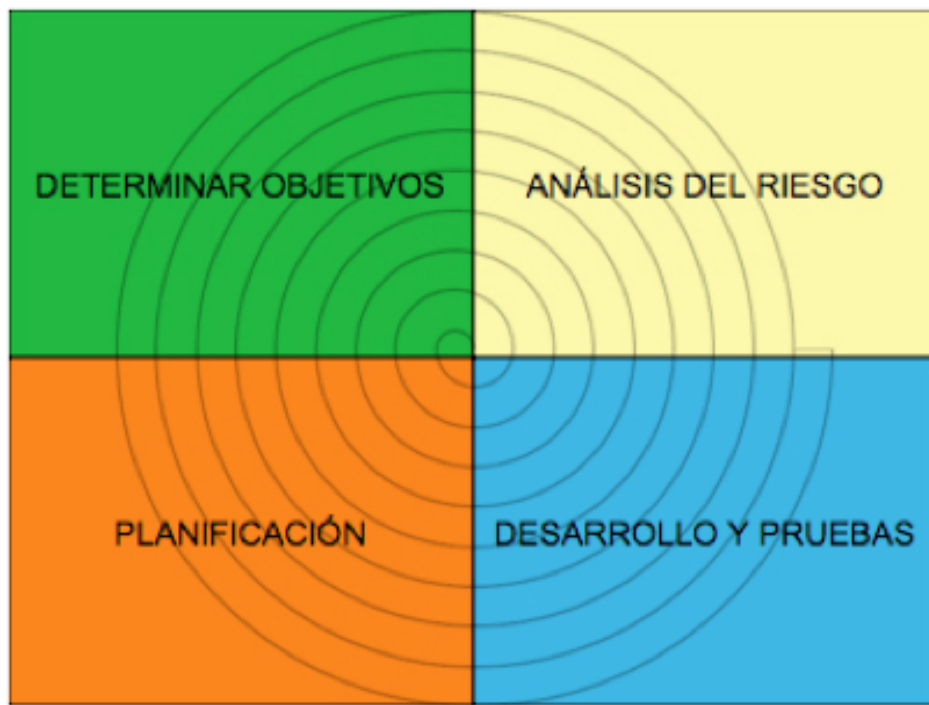 DETERMINAR OBJETIVOS
ANÁLISIS DEL RIESGO
PLANIFICACIÓN
DESARROLLO Y PRUEBAS